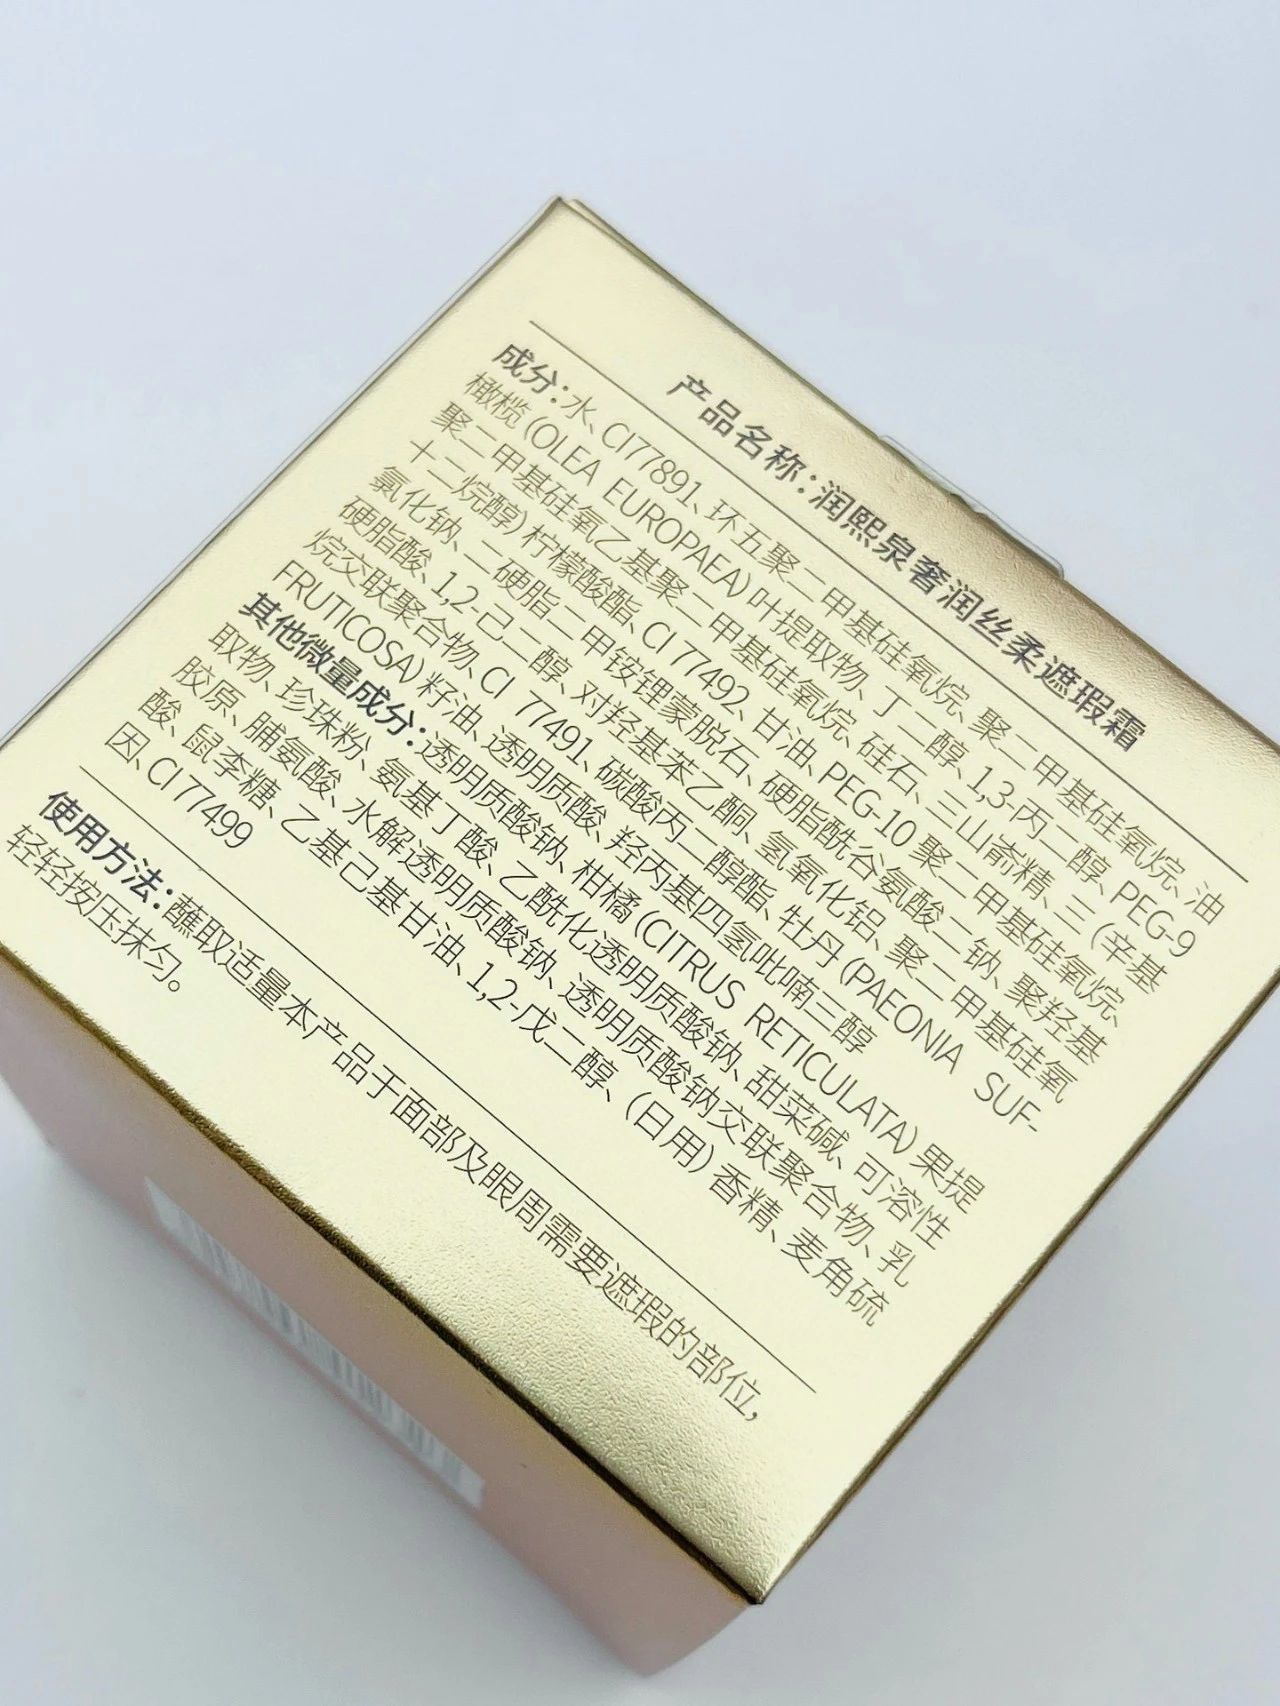 产品名称：润熙泉奢润丝柔遮瑕霜
成分：水、CI77891、环五聚二甲基硅氧烷、聚二甲基硅氧烷、油
橄榄（OLEA EUROPAEA）叶提取物、丁二醇、1,3-丙二醇、PEG-9
聚二甲基硅氧乙基聚二甲基硅氧烷、硅石、三山嵛精、三（辛基
十二烷醇）柠檬酸酯、CI 77492、甘油、PEG-10 聚二甲基硅氧烷、
氯化钠、二硬脂二甲铵锂蒙脱石、硬脂酰谷氨酸二钠、聚羟基
硬脂酸、1,2-己二醇、对羟基苯乙酮、氢氧化铝、聚二甲基硅氧
烷交联聚合物、CI 77491、碳酸丙二醇酯、牡丹（PAEONIA SUF-
FRUTICOSA）籽油、透明质酸、羟丙基四氢吡喃三醇
其他微量成分：透明质酸钠、柑橘（CITRUS RETICULATA）果提
取物、珍珠粉、氨基丁酸、乙酰化透明质酸钠、甜菜碱、可溶性
胶原、脯氨酸、水解透明质酸钠、透明质酸钠交联聚合物、乳
酸、鼠李糖、乙基己基甘油、1,2-戊二醇、（日用）香精、麦角硫
因、CI 77499
使用方法：蘸取适量本产品于面部及眼周需要遮瑕的部位，
轻轻按压抹匀。